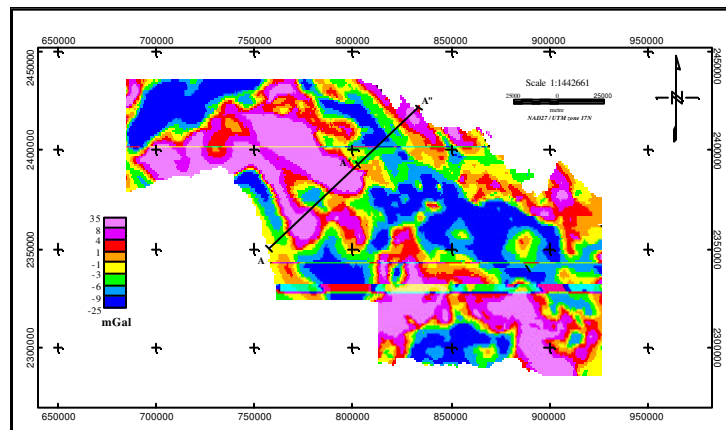 650000 700000 750000 800000 850000 900000 950000
2450000 2450000
Scale 1:1442661
25000 0 25000
metre
NAD27 / UTM zone 17N
A"
2400000 2400000
A'
N
35
8
4
1
-1
-3
-6
-9
-25
mGal
2350000 2350000
A
2300000 2300000
650000 700000 750000 800000 850000 900000 950000